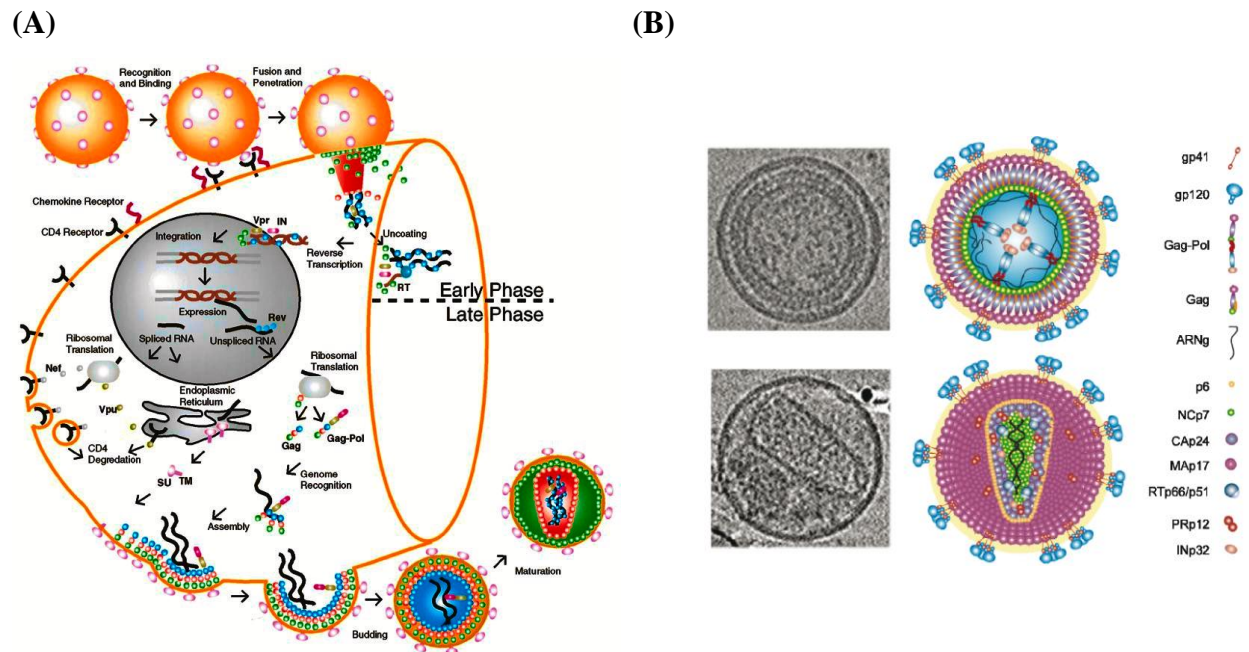 (A)
Recognition
and Binding
Fusion and
Penetration
Chemokine Receptor
CD4 Receptor
Vpr IN
Integration
Uncoating
Reverse
Transcription
RT
Early Phase
Late Phase
Expression
Rev
Spliced RNA
Unspliced RNA
Ribosomal
Translation
Ribosomal
Translation
Nef
Vpu
Endoplasmic
Reticulum
Gag
Gag-Pol
CD4
Degredation
SU TM
Genome
Recognition
Assembly
Maturation
Budding
(B)
gp41
gp120
Gag-Pol
Gag
ARNg
p6
NCp7
CAp24
MAp17
RTp66/p51
PRp12
INp32